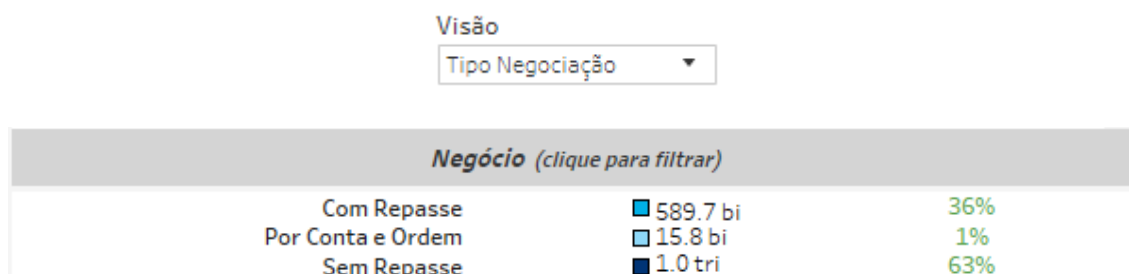 Visão
Tipo Negociação
Negócio (clique para filtrar)
Com Repasse 589.7 bi 36%
Por Conta e Ordem 15.8 bi 1%
Sem Repasse 1.0 tri 63%